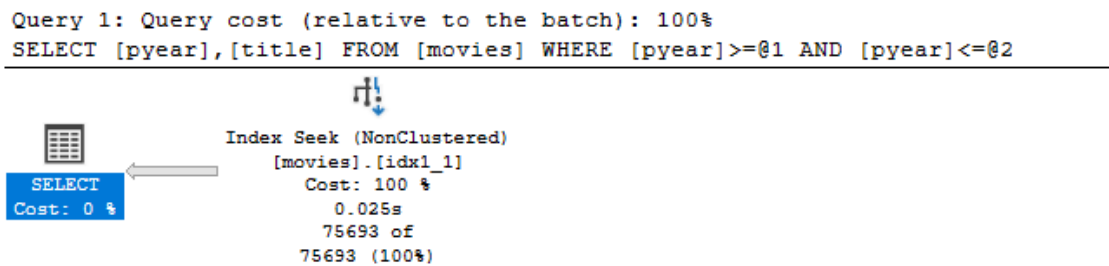 Query 1: Query cost (relative to the batch): 100%
SELECT [pyear],[title] FROM [movies] WHERE [pyear]>=@1 AND [pyear]<=@2
Index Seek (NonClustered)
[movies].[idx1_1]
Cost: 100 %
0.025s
75693 of
75693 (100%)
SELECT
Cost: 0 %